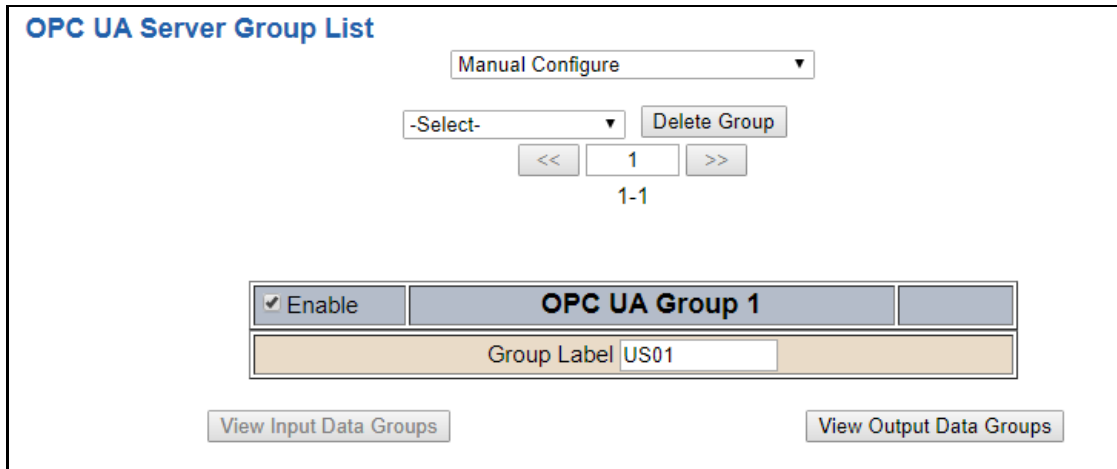 OPC UA Server Group List
Manual Configure
-Select- Delete Group
<< 1 >>
1-1
Enable OPC UA Group 1
Group Label US01
View Input Data Groups View Output Data Groups